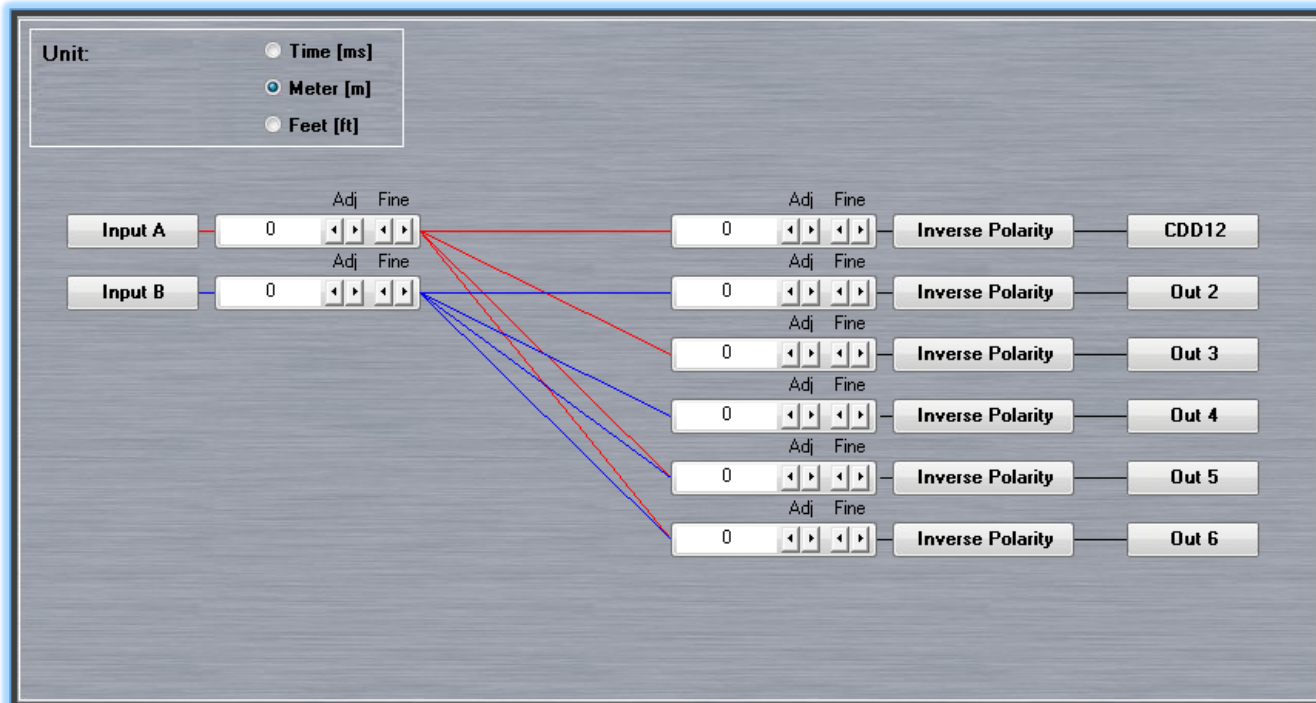 Unit:
Time [ms]
Meter [m]
Feet [ft]
Adj Fine Adj Fine
Input A 0 0 Inverse Polarity CDD12
Adj Fine Adj Fine
Input B 0 0 Inverse Polarity Out 2
Adj Fine
0 Inverse Polarity Out 3
Adj Fine
0 Inverse Polarity Out 4
Adj Fine
0 Inverse Polarity Out 5
Adj Fine
0 Inverse Polarity Out 6